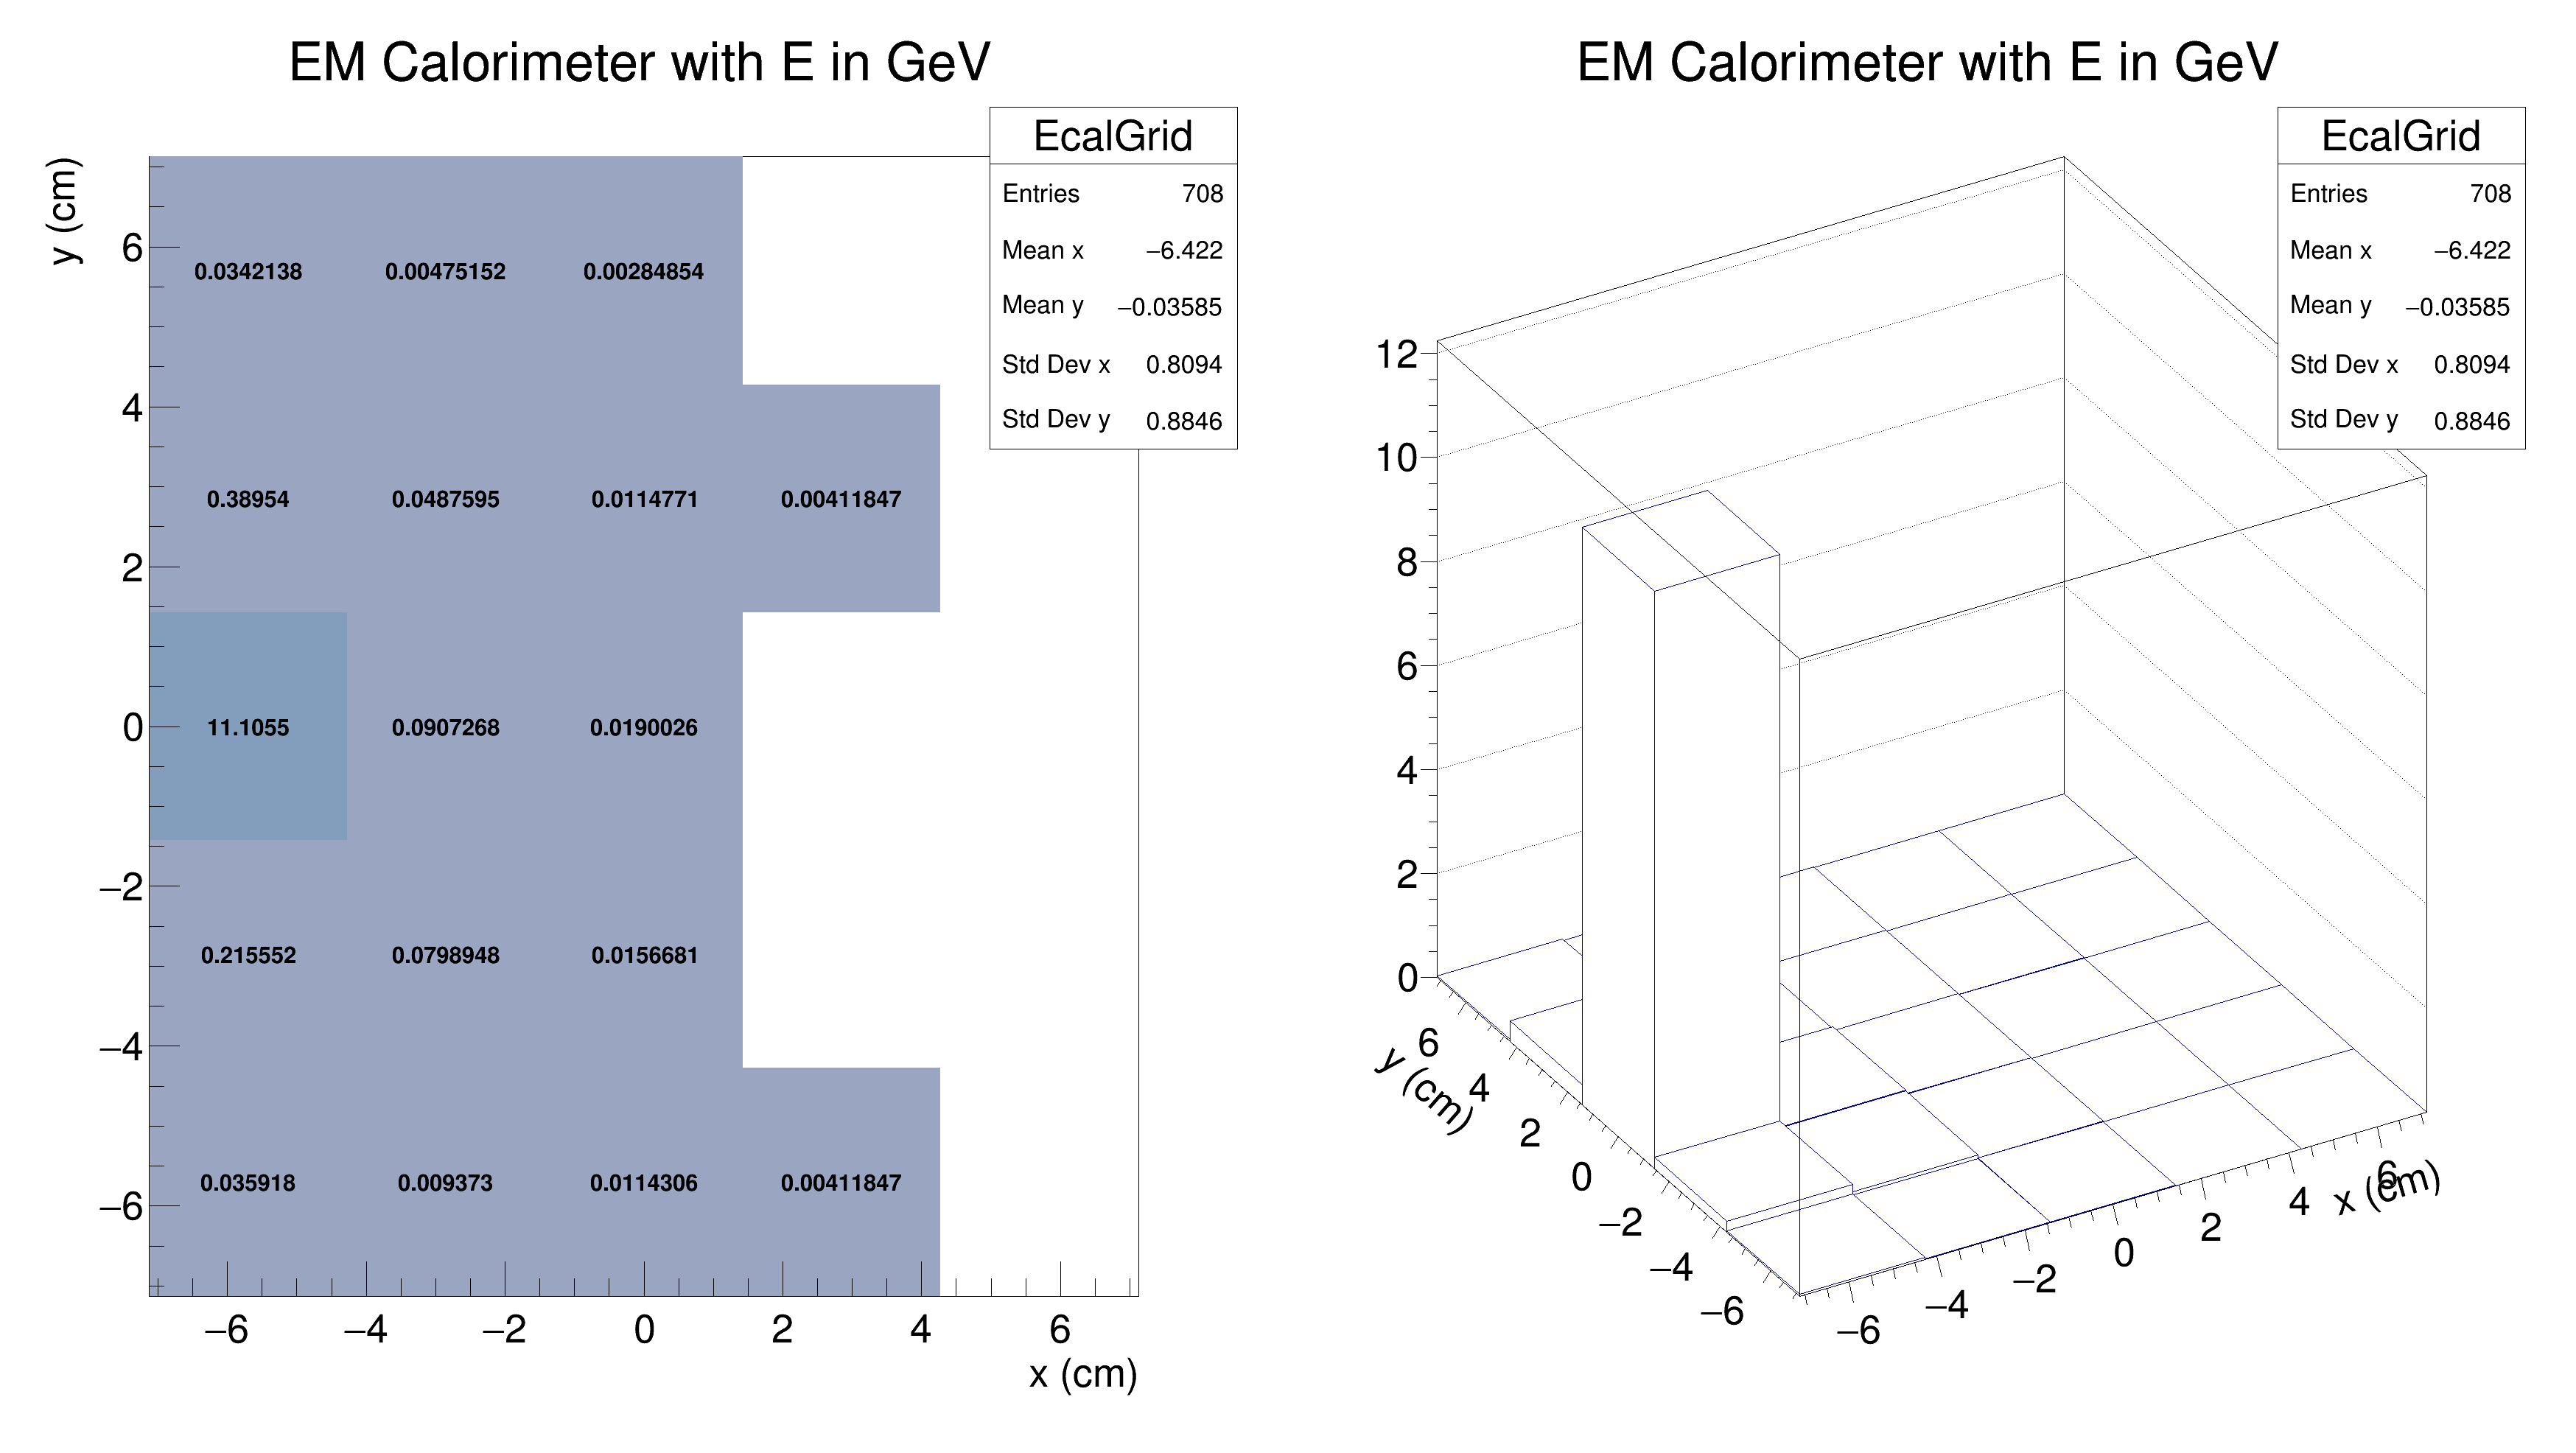 EM Calorimeter with E in GeV
EcalGrid
Entries 708
Mean x −6.422
Mean y −0.03585
Std Dev x 0.8094
Std Dev y 0.8846
y (cm)
6
4
2
0
−2
−4
−6
0.0342138 0.00475152 0.00284854
0.38954 0.0487595 0.0114771 0.00411847
11.1055 0.0907268 0.0190026
0.215552 0.0798948 0.0156681
0.035918 0.009373 0.0114306 0.00411847
−6 −4 −2 0 2 4 6
x (cm)
EM Calorimeter with E in GeV
EcalGrid
Entries 708
Mean x −6.422
Mean y −0.03585
Std Dev x 0.8094
Std Dev y 0.8846
12
10
8
6
4
2
0
6
4
2
0
−2
−4
−6
y (cm)
−6 −4 −2 0 2 4 6
x (cm)